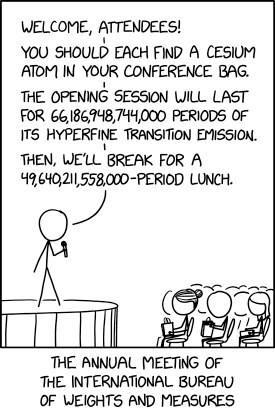 WELCOME, ATTENDEES!
YOU SHOULD EACH FIND A CESIUM
ATOM IN YOUR CONFERENCE BAG.
THE OPENING SESSION WILL LAST
FOR 66,186,948,744,000 PERIODS OF
ITS HYPERFINE TRANSITION EMISSION.
THEN, WE'LL BREAK FOR A
49,640,211,558,000-PERIOD LUNCH.
THE ANNUAL MEETING OF
THE INTERNATIONAL BUREAU
OF WEIGHTS AND MEASURES